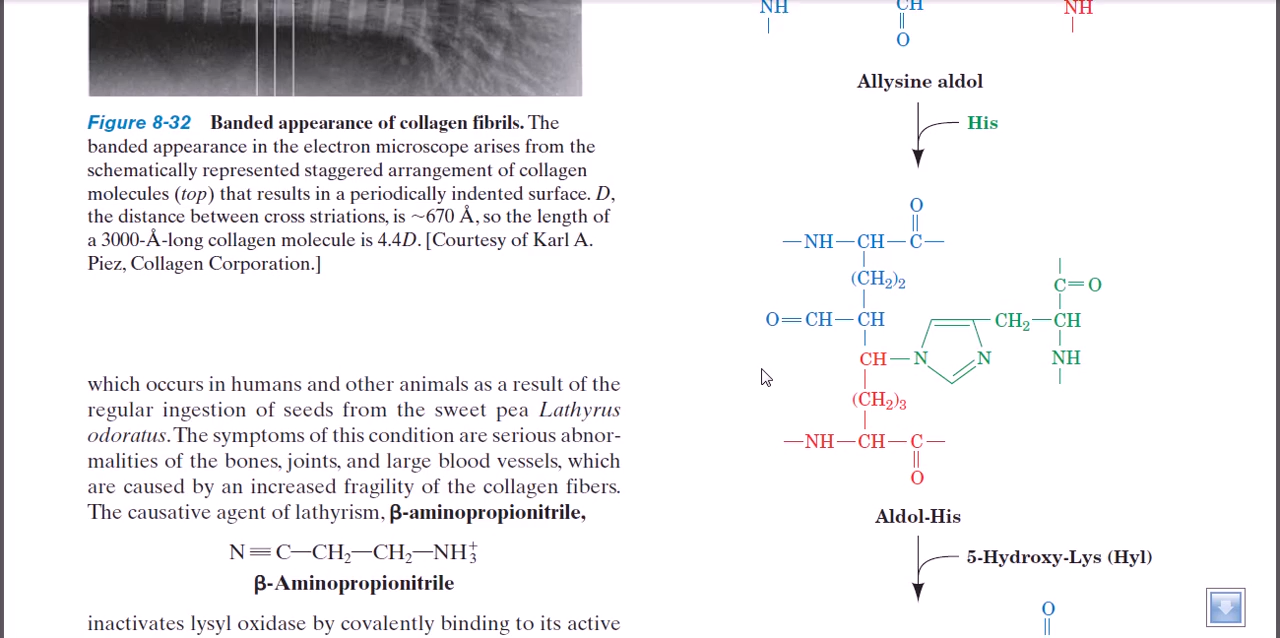 Figure 8-32 Banded appearance of collagen fibrils. The
banded appearance in the electron microscope arises from the
schematically represented staggered arrangement of collagen
molecules (top) that results in a periodically indented surface. D,
the distance between cross striations, is ~670 Å, so the length of
a 3000-Å-long collagen molecule is 4.4D. [Courtesy of Karl A.
Piez, Collagen Corporation.]
which occurs in humans and other animals as a result of the
regular ingestion of seeds from the sweet pea Lathyrus
odoratus. The symptoms of this condition are serious abnor-
malities of the bones, joints, and large blood vessels, which
are caused by an increased fragility of the collagen fibers.
The causative agent of lathyrism, β-aminopropionitrile,
N≡C—CH₂—CH₂—NH₃⁺
β-Aminopropionitrile
inactivates lysyl oxidase by covalently binding to its active
NH CH NH
O
Allysine aldol
His
O
—NH—CH—C—
(CH₂)₂
C=O
O=CH—CH
CH₂—CH
CH—N N NH
(CH₂)₃
—NH—CH—C—
O
Aldol-His
5-Hydroxy-Lys (Hyl)
O